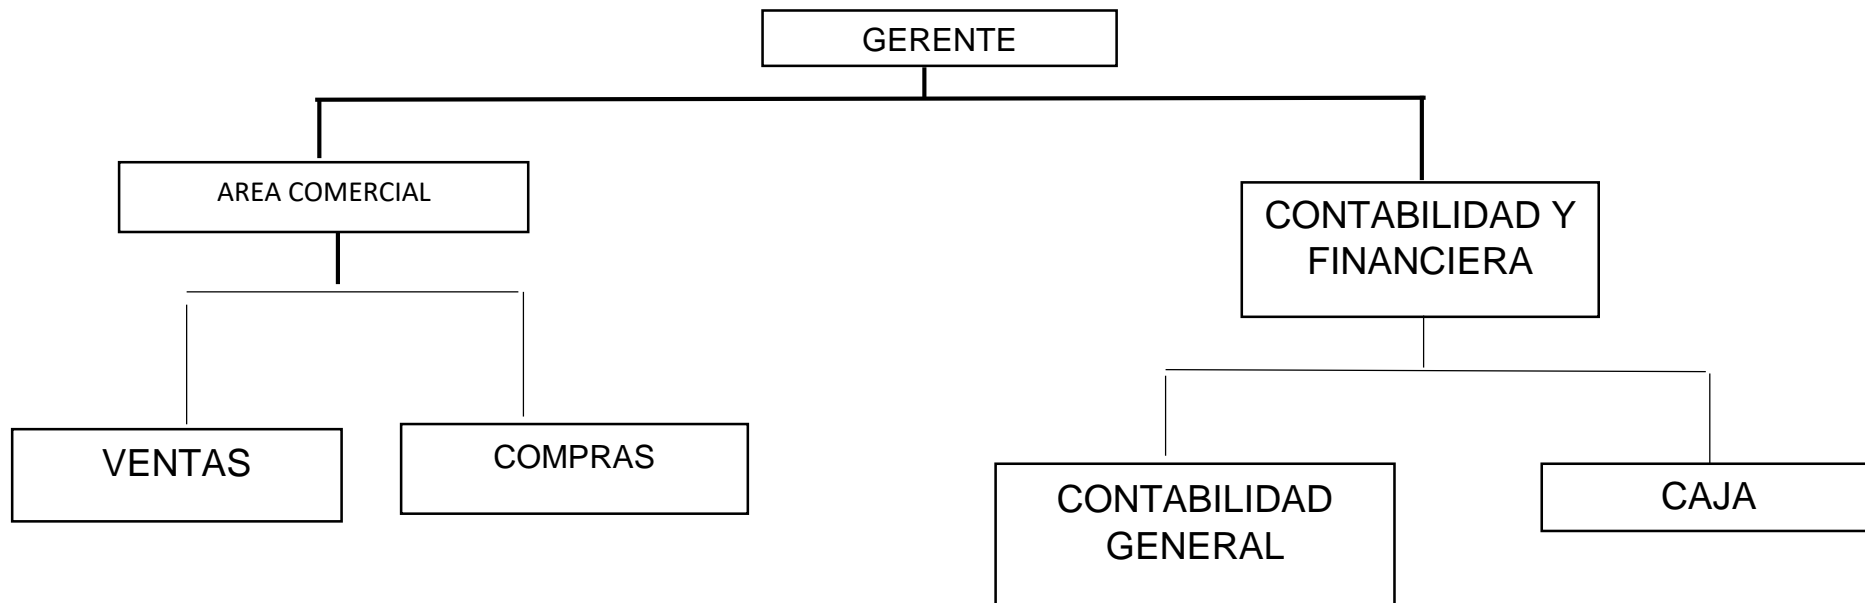 GERENTE
AREA COMERCIAL
CONTABILIDAD Y
FINANCIERA
VENTAS
COMPRAS
CONTABILIDAD
GENERAL
CAJA